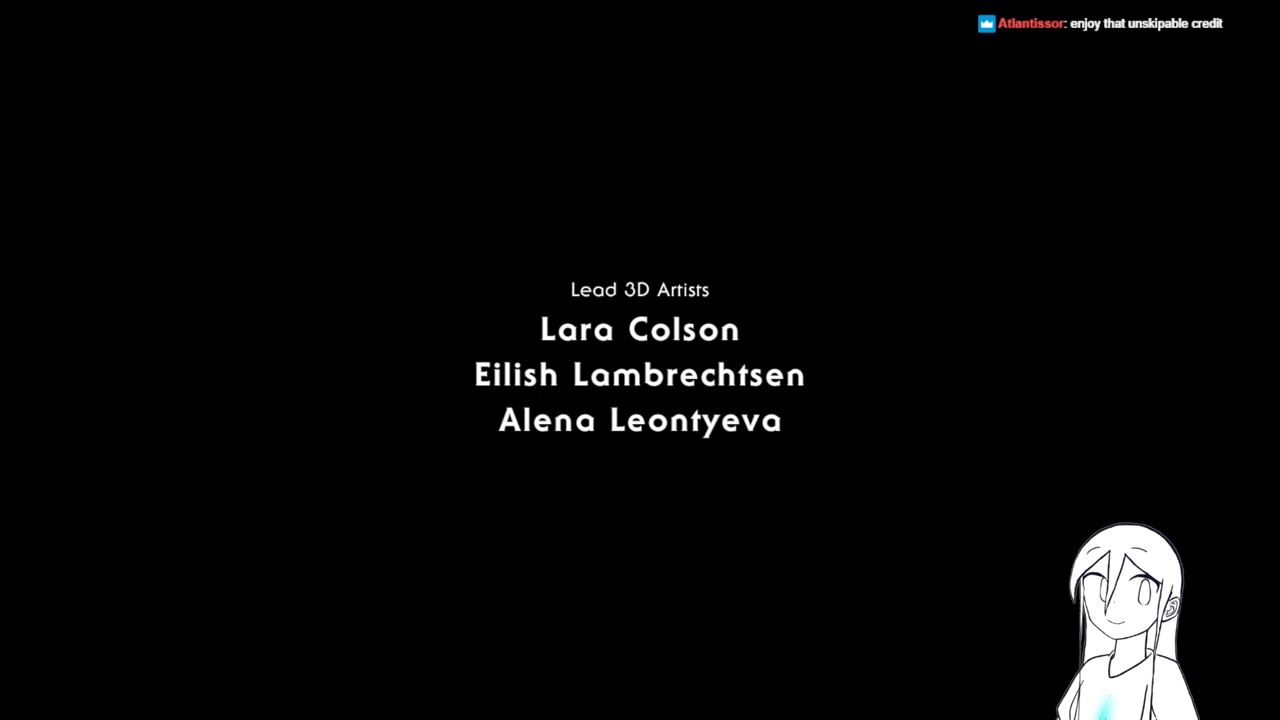 Atlantissor: enjoy that unskipable credit
Lead 3D Artists
Lara Colson
Eilish Lambrechtsen
Alena Leontyeva